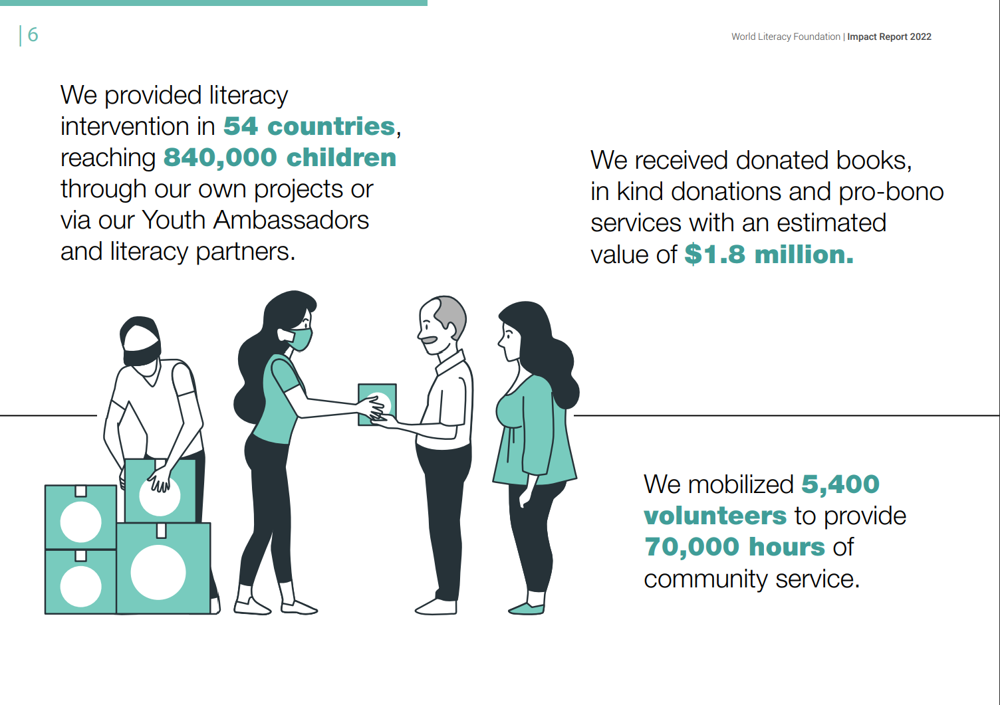 | 6
World Literacy Foundation | Impact Report 2022
We provided literacy
intervention in 54 countries,
reaching 840,000 children
through our own projects or
via our Youth Ambassadors
and literacy partners.
We received donated books,
in kind donations and pro-bono
services with an estimated
value of $1.8 million.
We mobilized 5,400
volunteers to provide
70,000 hours of
community service.